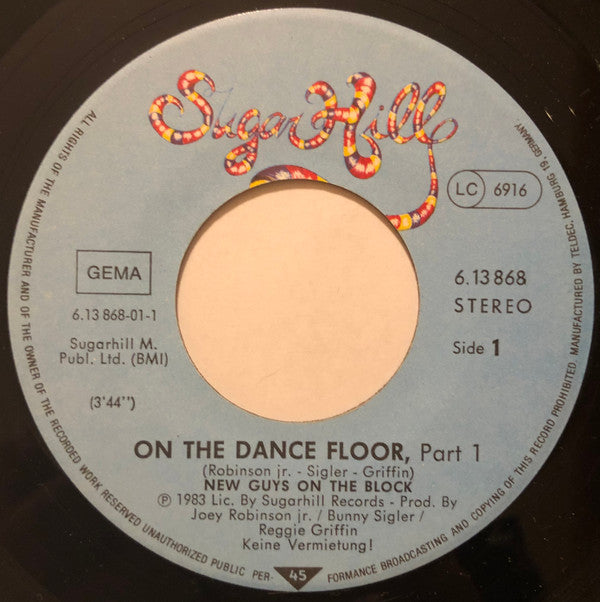 Sugar Hill
LC 6916
GEMA
6.13 868-01-1
Sugarhill M.
Publ. Ltd. (BMI)
(3'44'')
6.13 868
STEREO
Side 1
ON THE DANCE FLOOR, Part 1
(Robinson jr. - Sigler - Griffin)
NEW GUYS ON THE BLOCK
℗ 1983 Lic. By Sugarhill Records - Prod. By
Joey Robinson jr. / Bunny Sigler /
Reggie Griffin
Keine Vermietung!
45
ALL RIGHTS OF THE MANUFACTURER AND OF THE OWNER OF THE RECORDED WORK RESERVED UNAUTHORIZED PUBLIC PER- FORMANCE BROADCASTING AND COPYING OF THIS RECORD PROHIBITED. MANUFACTURED BY TELDEC, HAMBURG 19, GERMANY